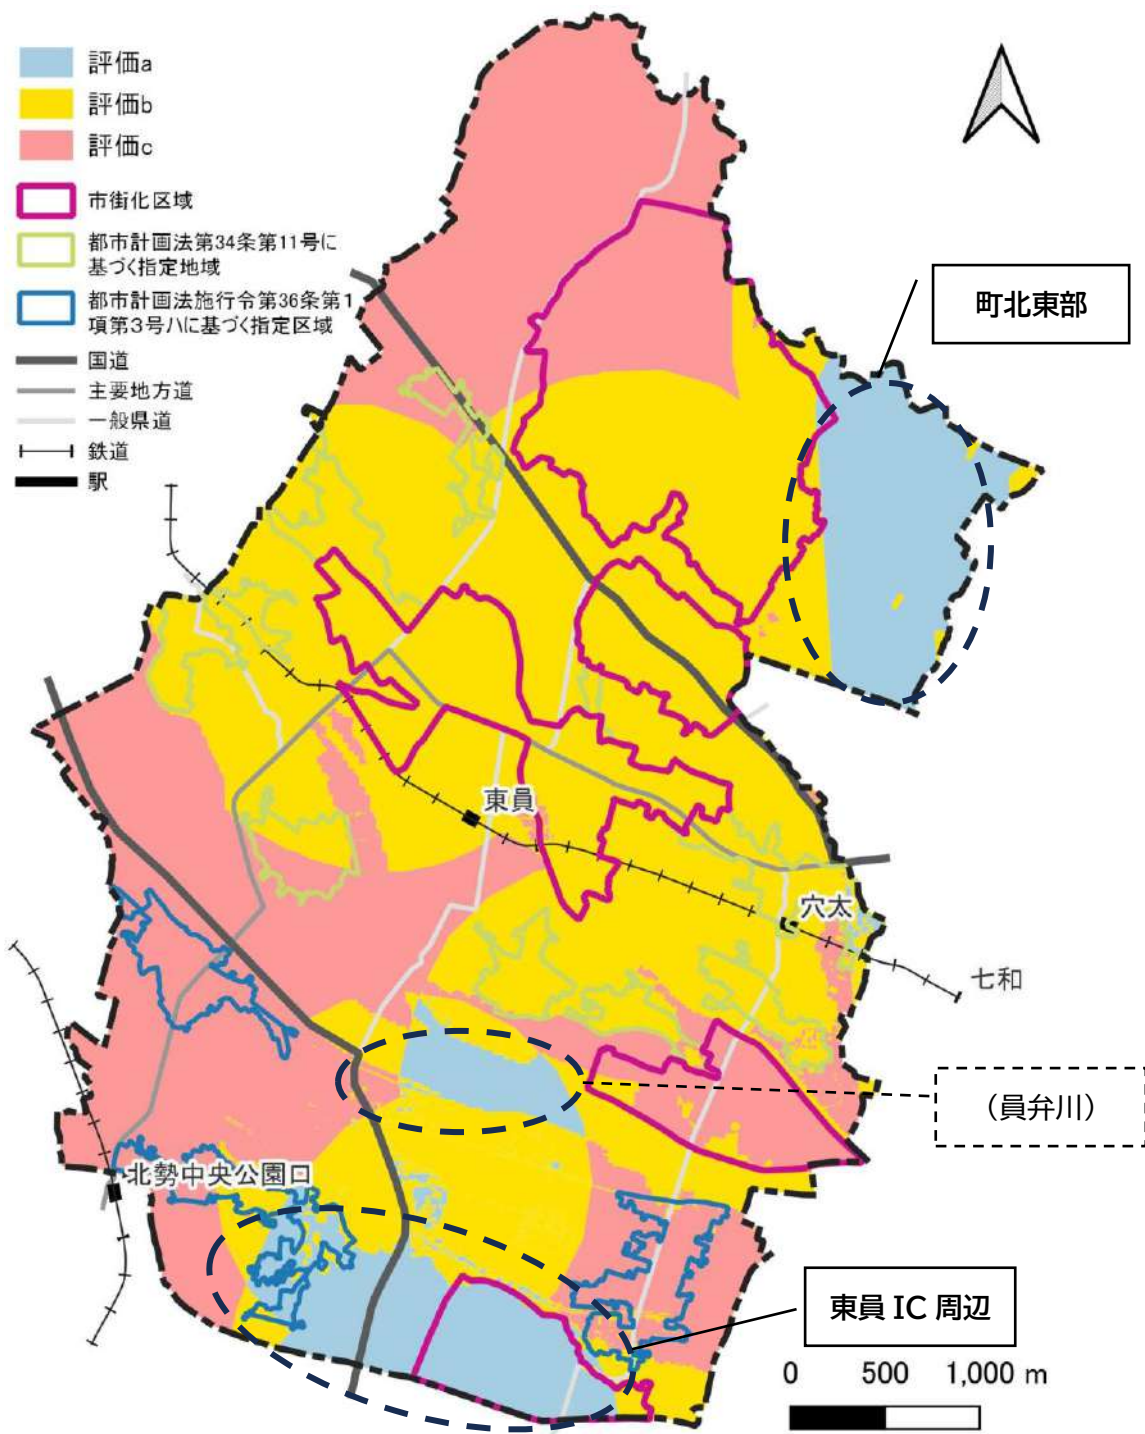 評価a
評価b
評価c
市街化区域
都市計画法第34条第11号に
基づく指定地域
都市計画法施行令第36条第1
項第3号ハに基づく指定区域
国道
主要地方道
一般県道
鉄道
駅
町北東部
東員
穴太
七和
（員弁川）
北勢中央公園口
東員 IC 周辺
0 500 1,000 m